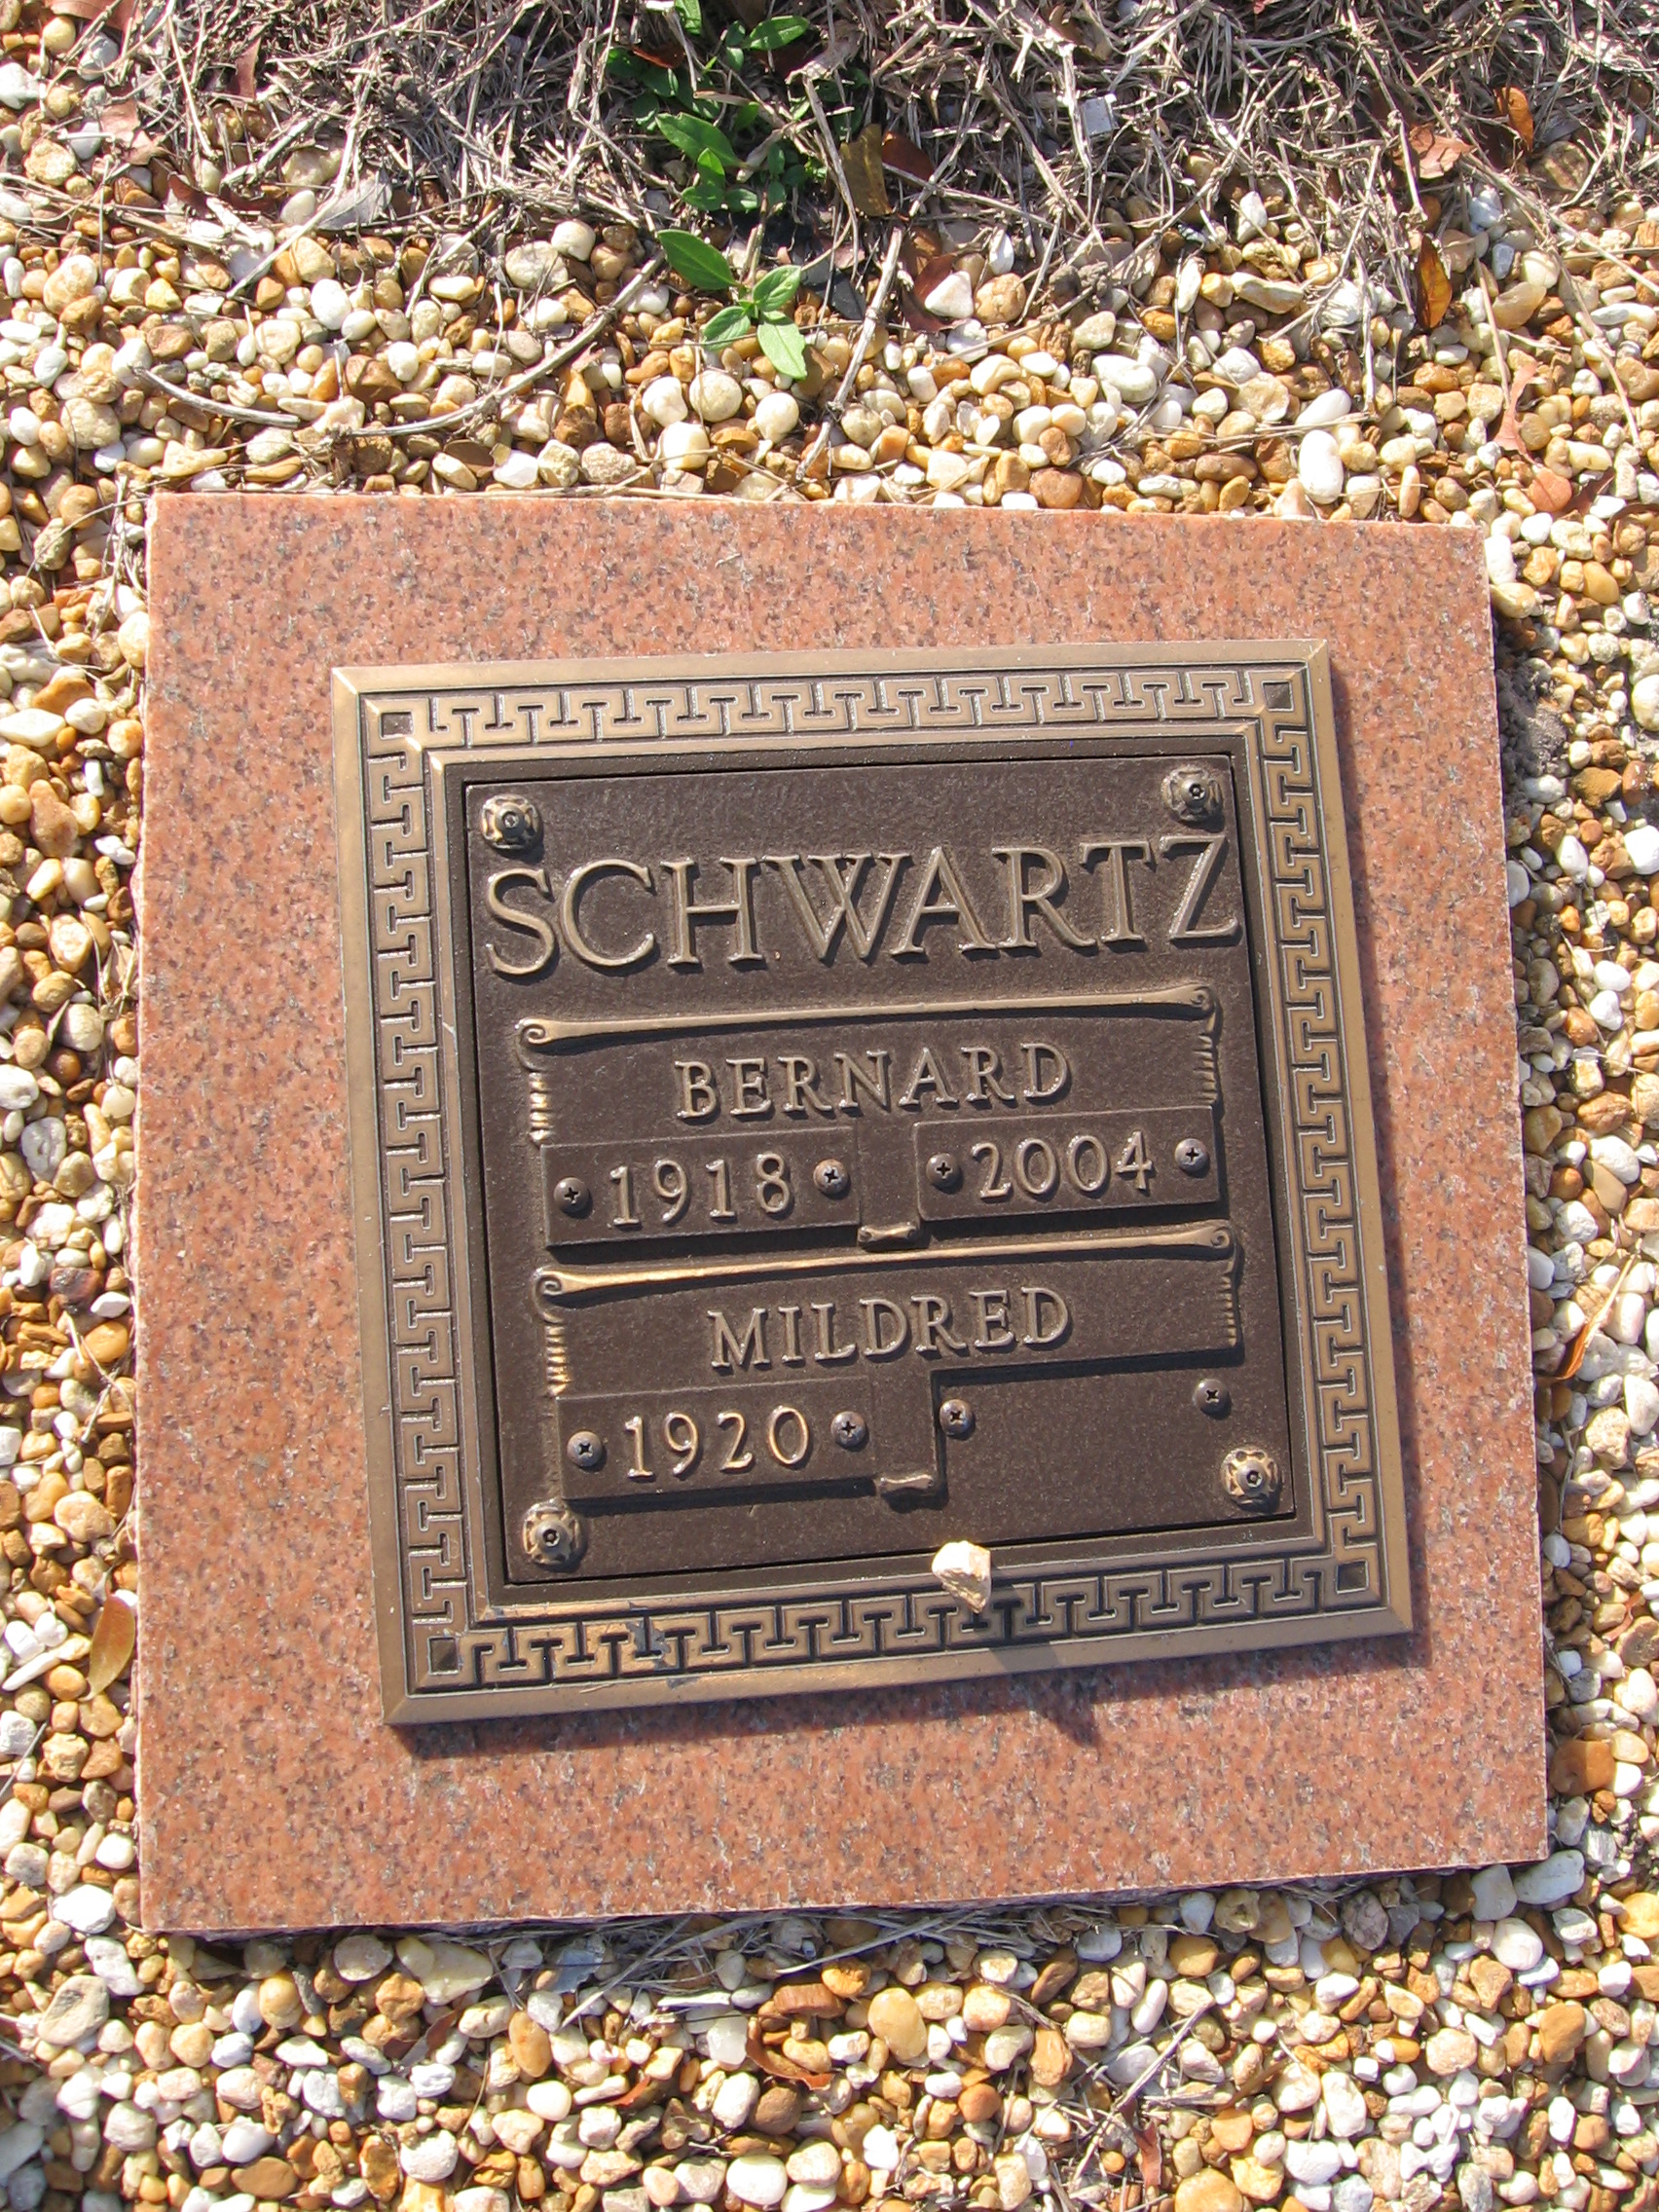 SCHWARTZ
BERNARD
1918 2004
MILDRED
1920